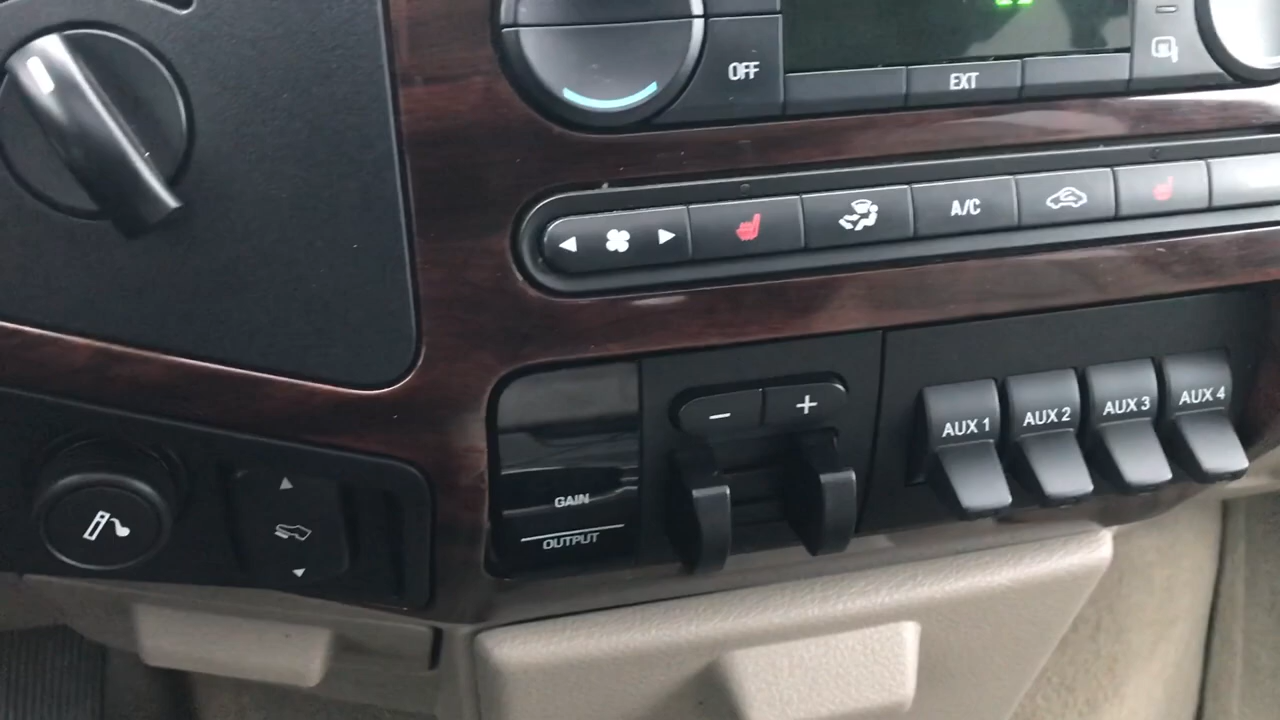 OFF
EXT
A/C
− +
AUX 1
AUX 2
AUX 3
AUX 4
GAIN
OUTPUT